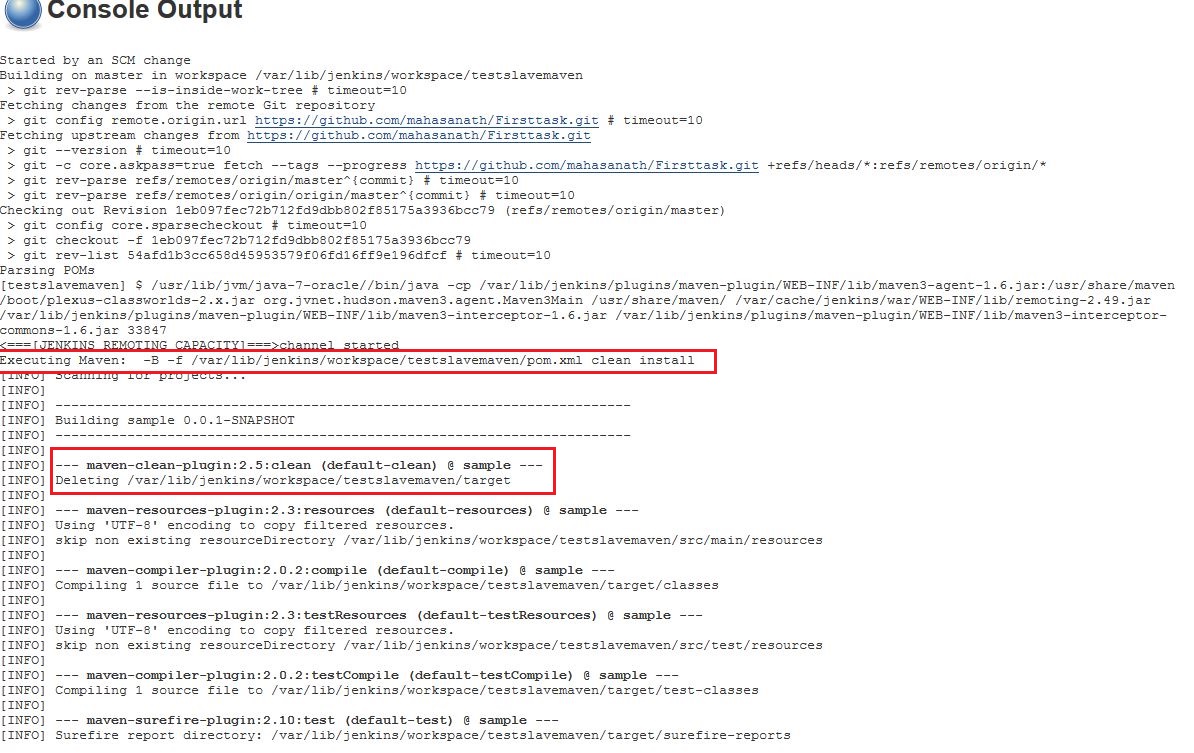 Console Output
Started by an SCM change
Building on master in workspace /var/lib/jenkins/workspace/testslavemaven
> git rev-parse --is-inside-work-tree # timeout=10
Fetching changes from the remote Git repository
> git config remote.origin.url https://github.com/mahasanath/Firsttask.git # timeout=10
Fetching upstream changes from https://github.com/mahasanath/Firsttask.git
> git --version # timeout=10
> git -c core.askpass=true fetch --tags --progress https://github.com/mahasanath/Firsttask.git +refs/heads/*:refs/remotes/origin/*
> git rev-parse refs/remotes/origin/master^{commit} # timeout=10
> git rev-parse refs/remotes/origin/origin/master^{commit} # timeout=10
Checking out Revision 1eb097fec72b712fd9dbb802f85175a3936bcc79 (refs/remotes/origin/master)
> git config core.sparsecheckout # timeout=10
> git checkout -f 1eb097fec72b712fd9dbb802f85175a3936bcc79
> git rev-list 54afd1b3cc658d45953579f06fd16ff9e196dfcf # timeout=10
Parsing POMs
[testslavemaven] $ /usr/lib/jvm/java-7-oracle//bin/java -cp /var/lib/jenkins/plugins/maven-plugin/WEB-INF/lib/maven3-agent-1.6.jar:/usr/share/maven
/boot/plexus-classworlds-2.x.jar org.jvnet.hudson.maven3.agent.Maven3Main /usr/share/maven/ /var/cache/jenkins/war/WEB-INF/lib/remoting-2.49.jar
/var/lib/jenkins/plugins/maven-plugin/WEB-INF/lib/maven3-interceptor-1.6.jar /var/lib/jenkins/plugins/maven-plugin/WEB-INF/lib/maven3-interceptor-
commons-1.6.jar 33847
<===[JENKINS REMOTING CAPACITY]===>channel started
Executing Maven:  -B -f /var/lib/jenkins/workspace/testslavemaven/pom.xml clean install
[INFO] Scanning for projects...
[INFO]
[INFO] ------------------------------------------------------------------------
[INFO] Building sample 0.0.1-SNAPSHOT
[INFO] ------------------------------------------------------------------------
[INFO]
[INFO] --- maven-clean-plugin:2.5:clean (default-clean) @ sample ---
[INFO] Deleting /var/lib/jenkins/workspace/testslavemaven/target
[INFO]
[INFO] --- maven-resources-plugin:2.3:resources (default-resources) @ sample ---
[INFO] Using 'UTF-8' encoding to copy filtered resources.
[INFO] skip non existing resourceDirectory /var/lib/jenkins/workspace/testslavemaven/src/main/resources
[INFO]
[INFO] --- maven-compiler-plugin:2.0.2:compile (default-compile) @ sample ---
[INFO] Compiling 1 source file to /var/lib/jenkins/workspace/testslavemaven/target/classes
[INFO]
[INFO] --- maven-resources-plugin:2.3:testResources (default-testResources) @ sample ---
[INFO] Using 'UTF-8' encoding to copy filtered resources.
[INFO] skip non existing resourceDirectory /var/lib/jenkins/workspace/testslavemaven/src/test/resources
[INFO]
[INFO] --- maven-compiler-plugin:2.0.2:testCompile (default-testCompile) @ sample ---
[INFO] Compiling 1 source file to /var/lib/jenkins/workspace/testslavemaven/target/test-classes
[INFO]
[INFO] --- maven-surefire-plugin:2.10:test (default-test) @ sample ---
[INFO] Surefire report directory: /var/lib/jenkins/workspace/testslavemaven/target/surefire-reports